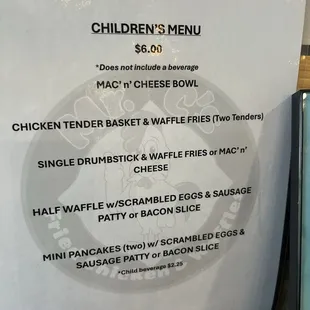 CHILDREN'S MENU
$6.00
*Does not include a beverage
MAC' n' CHEESE BOWL
CHICKEN TENDER BASKET & WAFFLE FRIES (Two Tenders)
SINGLE DRUMBSTICK & WAFFLE FRIES or MAC' n'
CHEESE
HALF WAFFLE w/SCRAMBLED EGGS & SAUSAGE
PATTY or BACON SLICE
MINI PANCAKES (two) w/ SCRAMBLED EGGS &
SAUSAGE PATTY or BACON SLICE
*Child beverage $2.25